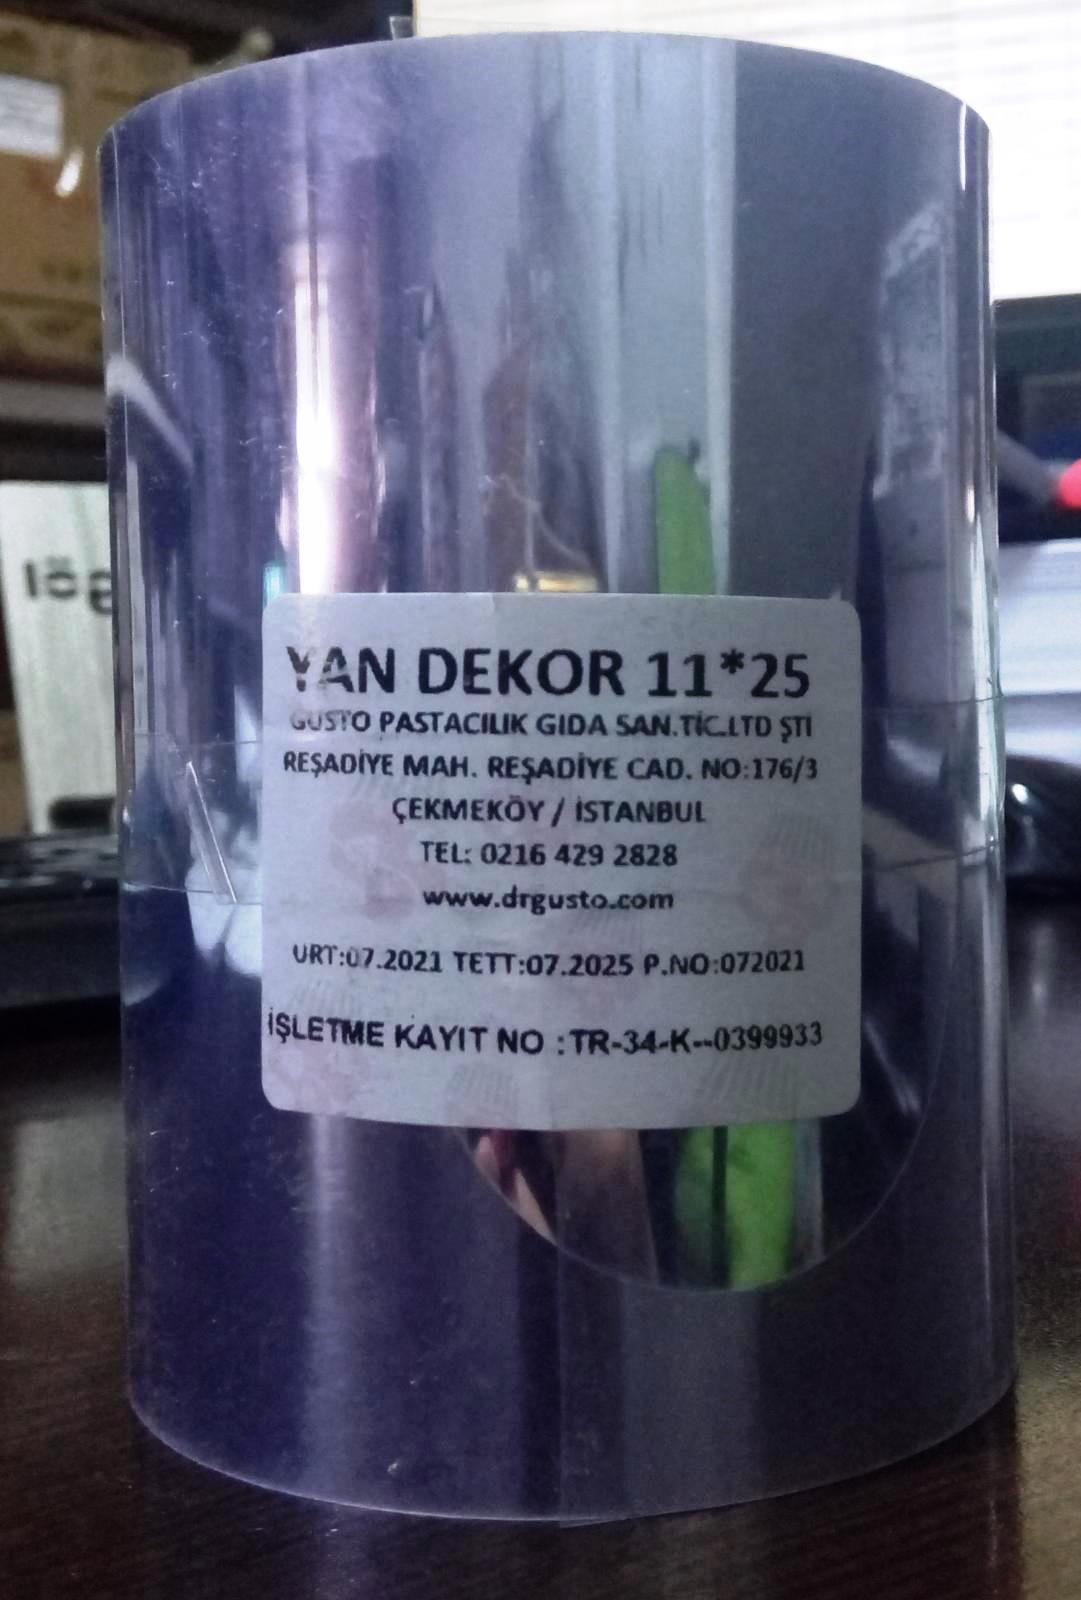 YAN DEKOR 11*25
GUSTO PASTACILIK GIDA SAN.TİC.LTD ŞTİ
REŞADİYE MAH. REŞADİYE CAD. NO:176/3
ÇEKMEKÖY / İSTANBUL
TEL: 0216 429 2828
www.drgusto.com
URT:07.2021 TETT:07.2025 P.NO:072021
İŞLETME KAYIT NO : TR-34-K--0399933